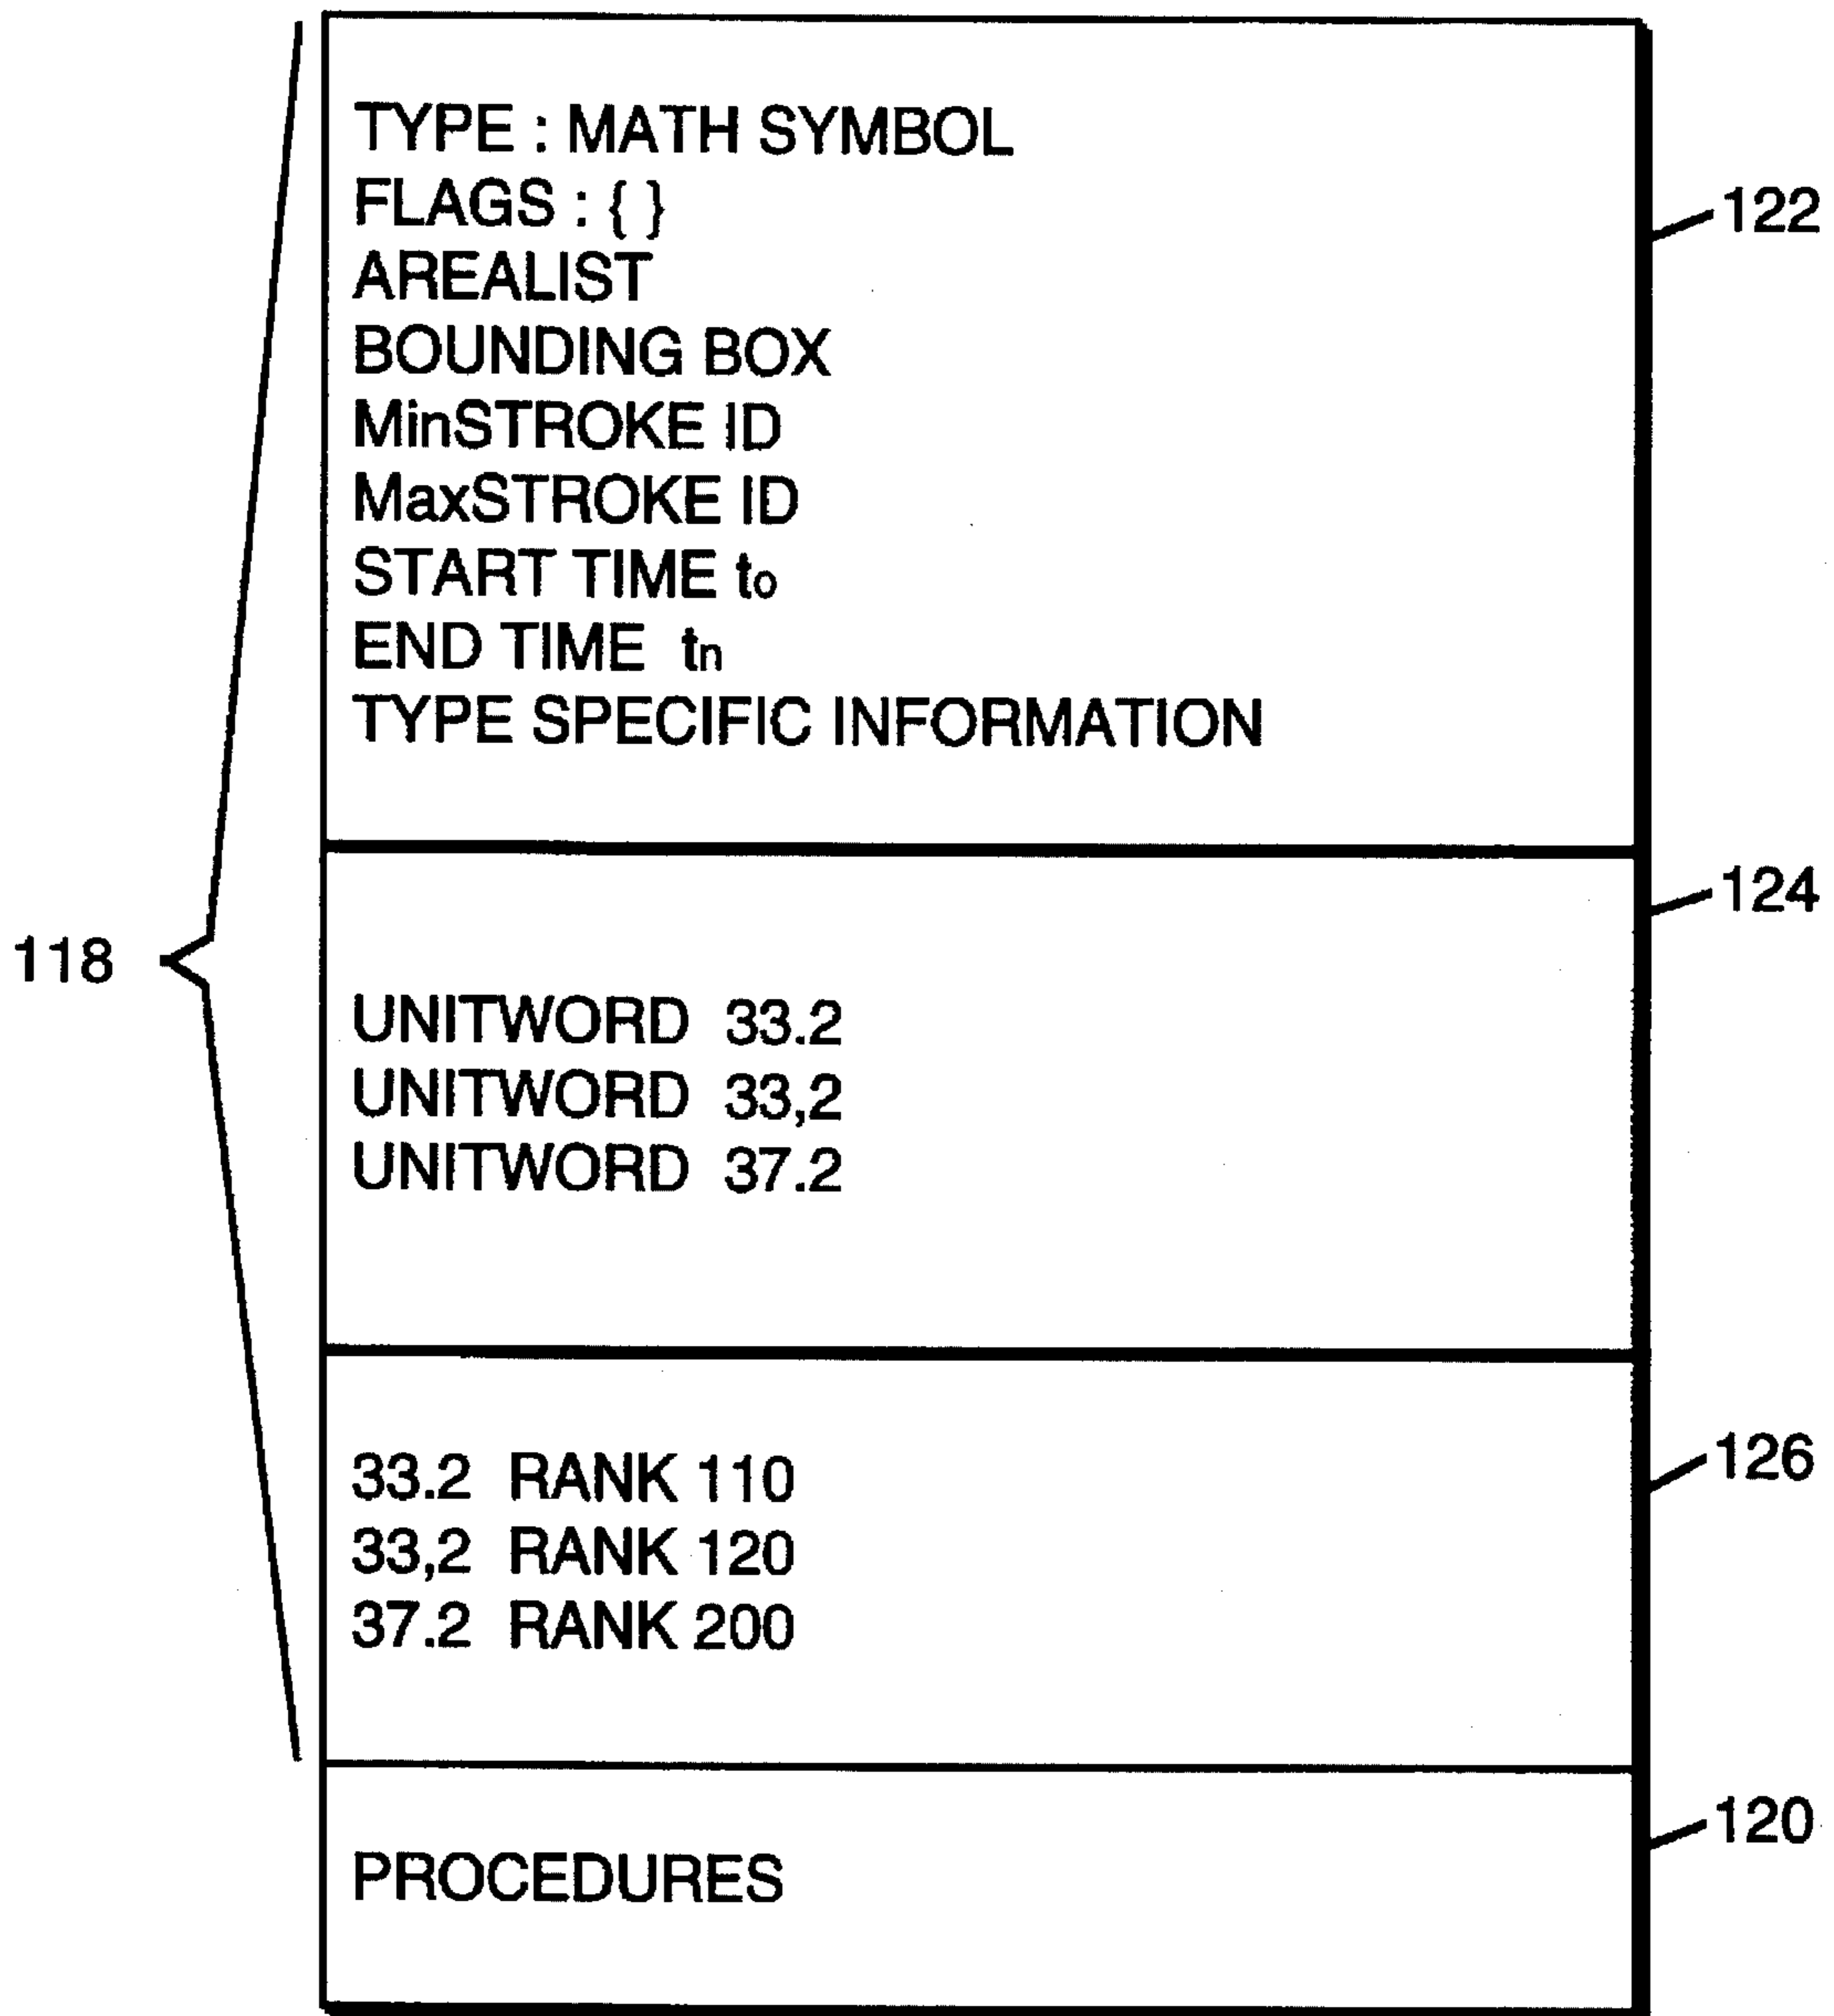 TYPE : MATH SYMBOL
FLAGS : { }
AREALIST
BOUNDING BOX
MinSTROKE ID
MaxSTROKE ID
START TIME to
END TIME tn
TYPE SPECIFIC INFORMATION
122
124
118
UNITWORD 33.2
UNITWORD 33,2
UNITWORD 37.2
126
33.2 RANK 110
33,2 RANK 120
37.2 RANK 200
120
PROCEDURES